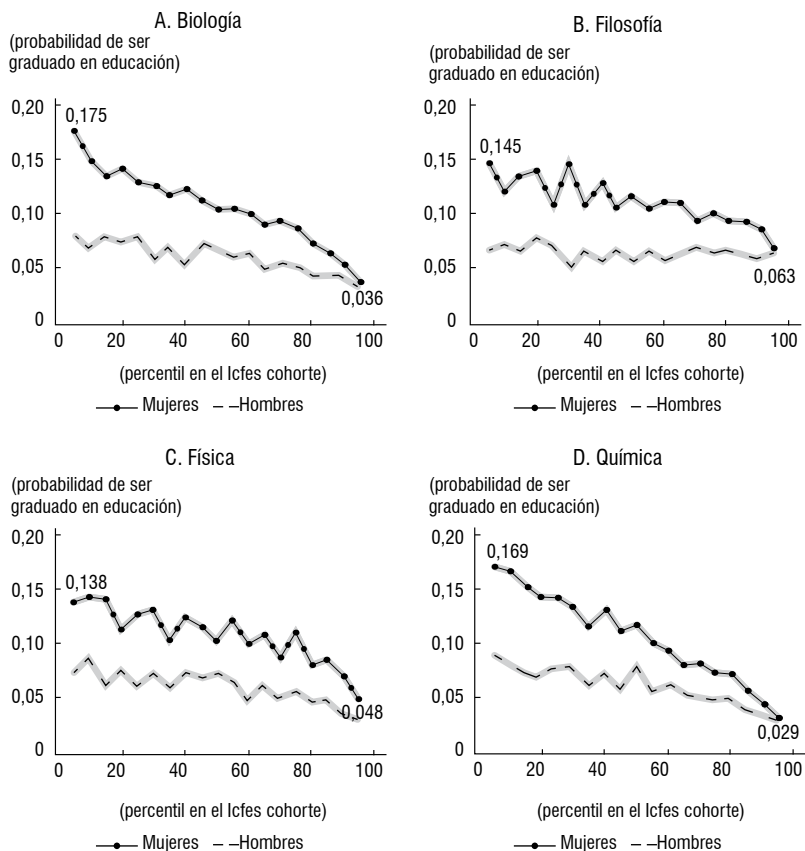 A. Biología
(probabilidad de ser
graduado en educación)
0,20
0,175
0,15
0,10
0,05
0,036
0
0 20 40 60 80 100
(percentil en el Icfes cohorte)
Mujeres Hombres
B. Filosofía
(probabilidad de ser
graduado en educación)
0,20
0,145
0,15
0,10
0,05
0,063
0
0 20 40 60 80 100
(percentil en el Icfes cohorte)
Mujeres Hombres
C. Física
(probabilidad de ser
graduado en educación)
0,20
0,138
0,15
0,10
0,05
0,048
0
0 20 40 60 80 100
(percentil en el Icfes cohorte)
Mujeres Hombres
D. Química
(probabilidad de ser
graduado en educación)
0,20
0,169
0,15
0,10
0,05
0,029
0
0 20 40 60 80 100
(percentil en el Icfes cohorte)
Mujeres Hombres